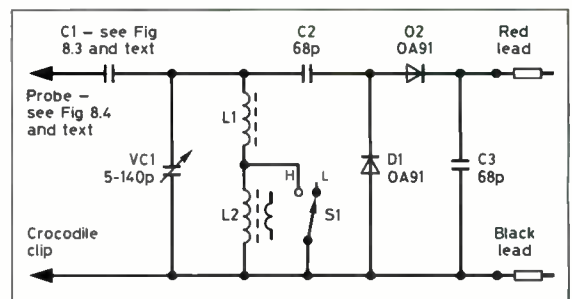 C1 – see Fig
8.3 and text
C2
68p
O2
OA91
Red
lead
Probe –
see Fig 8.4
and text
L1
VC1
5-140p
H
L
D1
OA91
C3
68p
L2
S1
Crocodile
clip
Black
lead